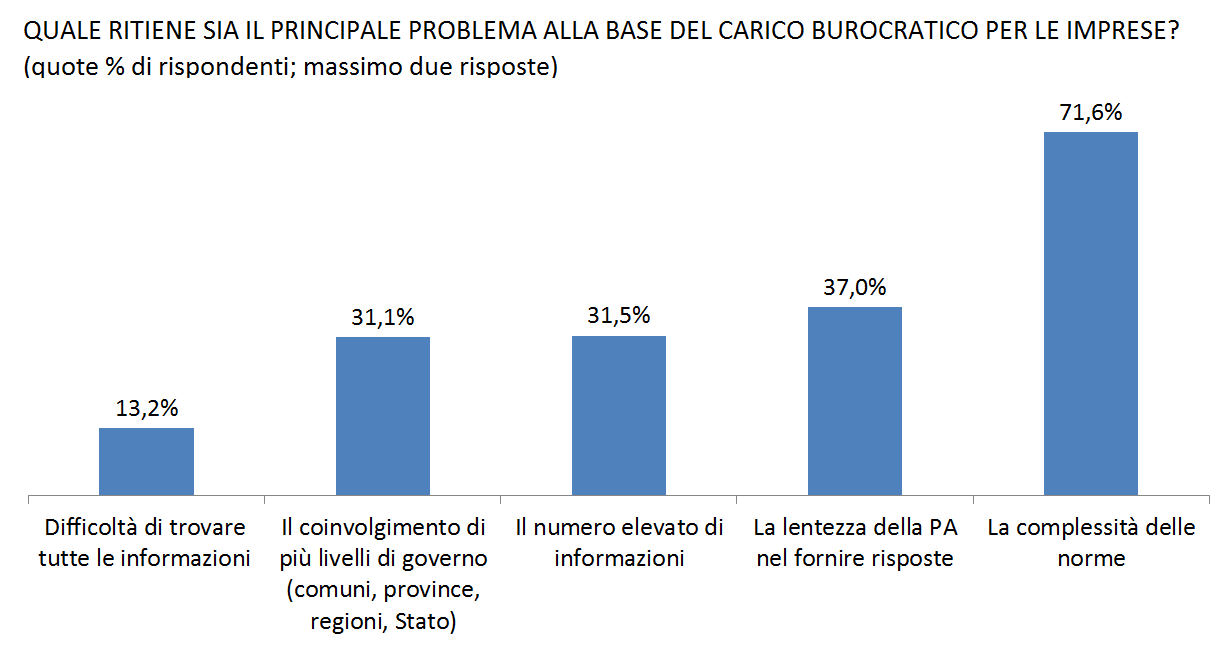 QUALE RITIENE SIA IL PRINCIPALE PROBLEMA ALLA BASE DEL CARICO BUROCRATICO PER LE IMPRESE?
(quote % di rispondenti; massimo due risposte)
71,6%
37,0%
31,5%
31,1%
13,2%
Difficoltà di trovare
tutte le informazioni
Il coinvolgimento di
più livelli di governo
(comuni, province,
regioni, Stato)
Il numero elevato di
informazioni
La lentezza della PA
nel fornire risposte
La complessità delle
norme